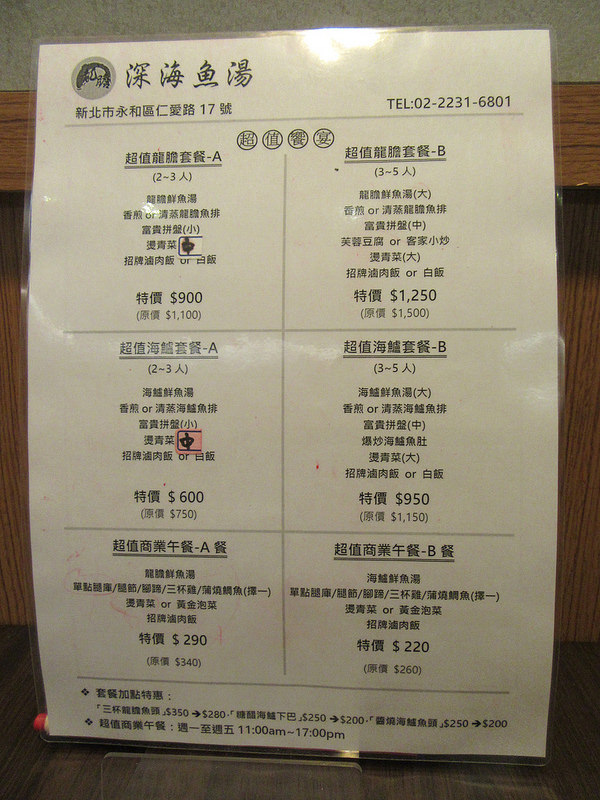 龍膽 深海魚湯
新北市永和區仁愛路 17 號
TEL:02-2231-6801
超值饗宴
超值龍膽套餐-A
(2~3 人)
龍膽鮮魚湯
香煎 or 清蒸龍膽魚排
富貴拼盤(小)
燙青菜 中
招牌滷肉飯 or 白飯
特價 $900
(原價 $1,100)
超值龍膽套餐-B
(3~5 人)
龍膽鮮魚湯(大)
香煎 or 清蒸龍膽魚排
富貴拼盤(中)
芙蓉豆腐 or 客家小炒
燙青菜(大)
招牌滷肉飯 or 白飯
特價 $1,250
(原價 $1,500)
超值海鱸套餐-A
(2~3 人)
海鱸鮮魚湯
香煎 or 清蒸海鱸魚排
富貴拼盤(小)
燙青菜 中
招牌滷肉飯 or 白飯
特價 $600
(原價 $750)
超值海鱸套餐-B
(3~5 人)
海鱸鮮魚湯(大)
香煎 or 清蒸海鱸魚排
富貴拼盤(中)
爆炒海鱸魚肚
燙青菜(大)
招牌滷肉飯 or 白飯
特價 $950
(原價 $1,150)
超值商業午餐-A 餐
龍膽鮮魚湯
單點腿庫/腿節/腳蹄/三杯雞/蒲燒鯛魚(擇一)
燙青菜 or 黃金泡菜
招牌滷肉飯
特價 $290
(原價 $340)
超值商業午餐-B 餐
海鱸鮮魚湯
單點腿庫/腿節/腳蹄/三杯雞/蒲燒鯛魚(擇一)
燙青菜 or 黃金泡菜
招牌滷肉飯
特價 $220
(原價 $260)
❖ 套餐加點特惠：
「三杯龍膽魚頭」$350➔$280、「糖醋海鱸下巴」$250➔$200、「醬燒海鱸魚頭」$250➔$200
❖ 超值商業午餐：週一至週五 11:00am~17:00pm